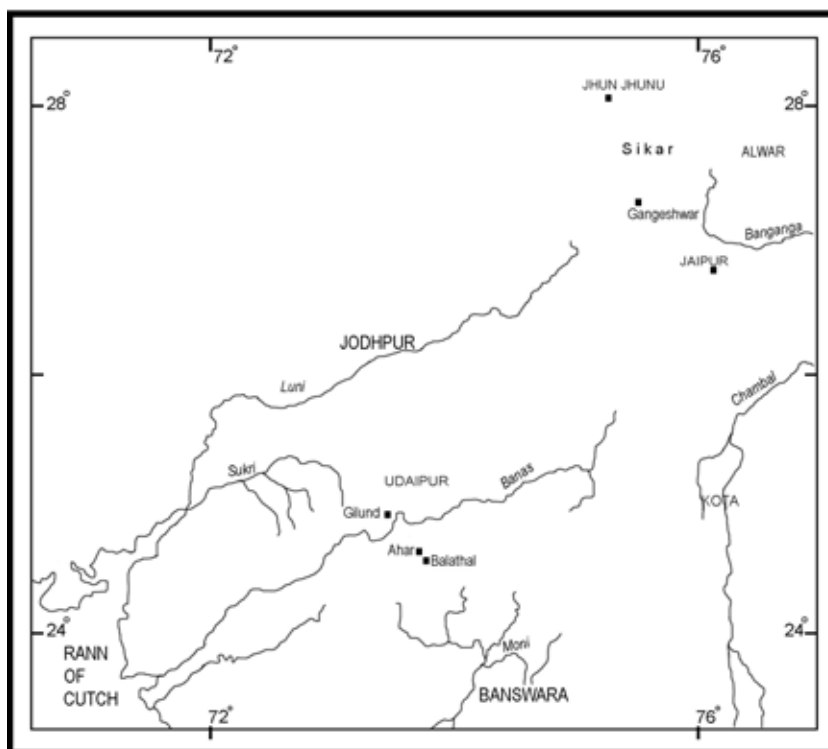 72°
76°
JHUN JHUNU
28°
28°
Sikar
ALWAR
Gangeshwar
Banganga
JAIPUR
JODHPUR
Luni
Chambal
Sukri
UDAIPUR
Banas
KOTA
Gilund
Ahar
Balathal
24°
24°
Moni
RANN
OF
CUTCH
BANSWARA
72°
76°